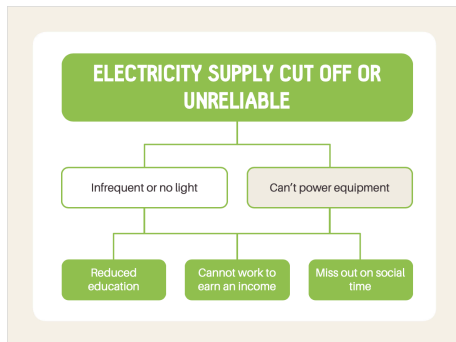 ELECTRICITY SUPPLY CUT OFF OR
UNRELIABLE
Infrequent or no light
Can't power equipment
Reduced
education
Cannot work to
earn an income
Miss out on social
time